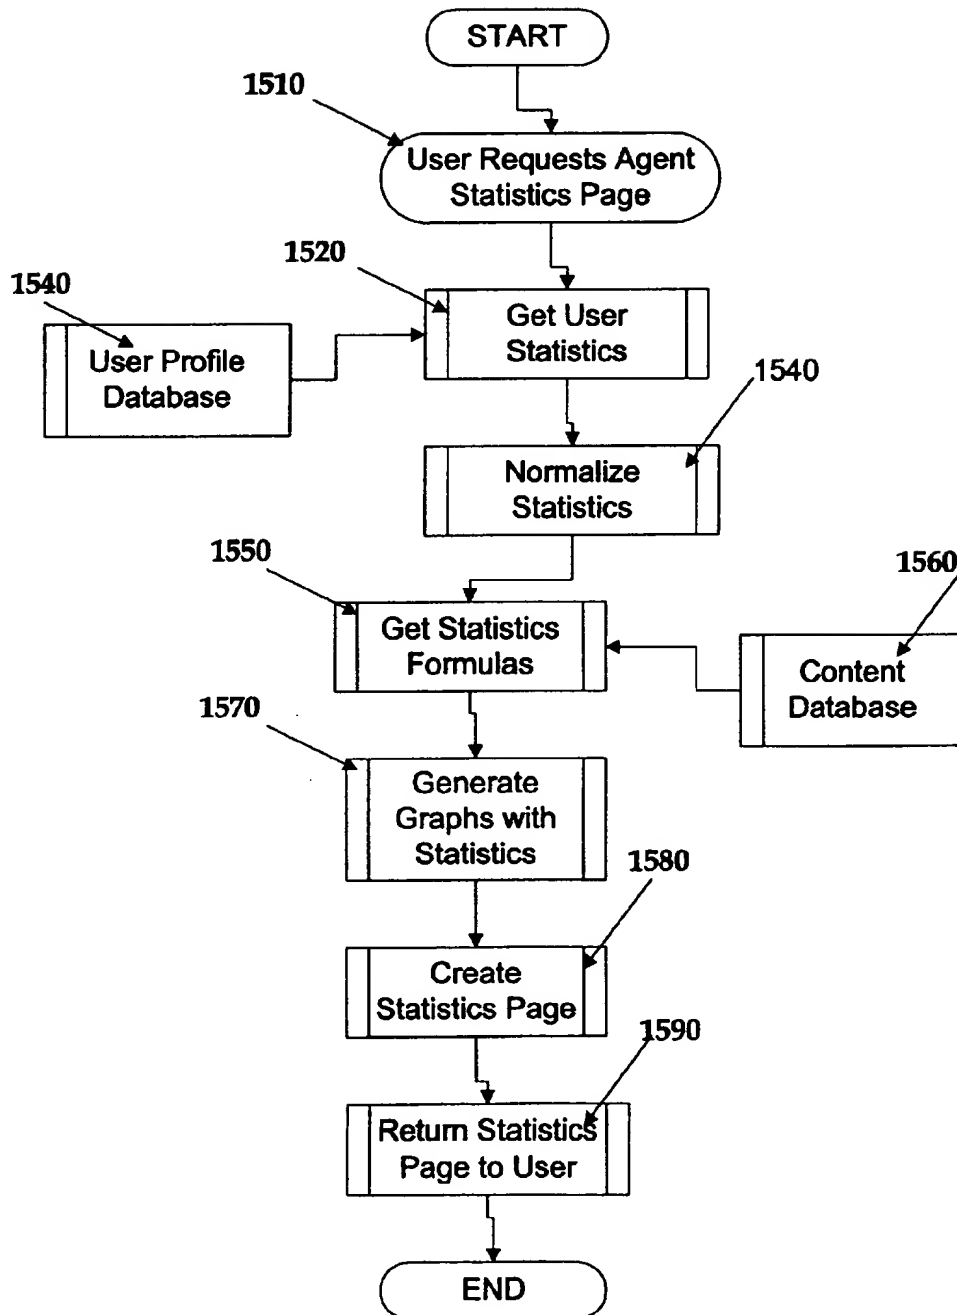 START
1510
User Requests Agent
Statistics Page
1520
1540
Get User
Statistics
User Profile
Database
1540
Normalize
Statistics
1550
1560
Get Statistics
Formulas
Content
Database
1570
Generate
Graphs with
Statistics
1580
Create
Statistics Page
1590
Return Statistics
Page to User
END